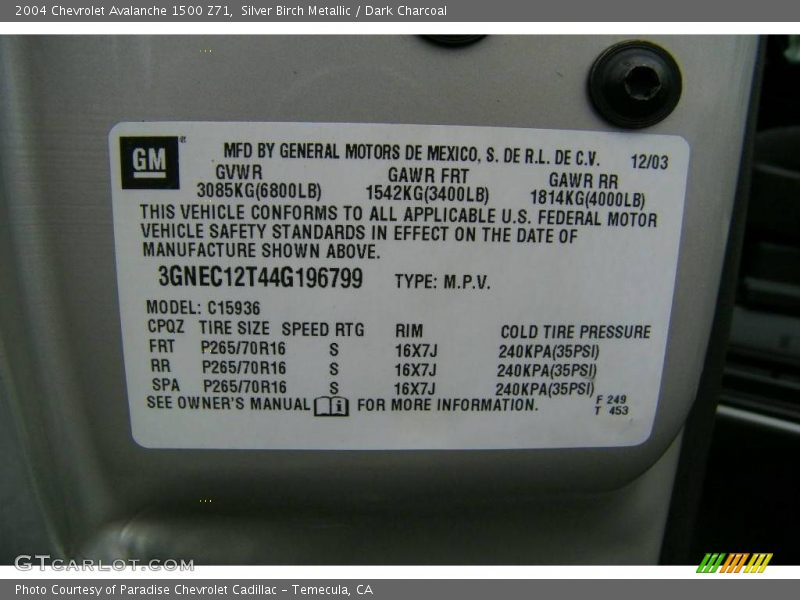 2004 Chevrolet Avalanche 1500 Z71, Silver Birch Metallic / Dark Charcoal
GM
MFD BY GENERAL MOTORS DE MEXICO, S. DE R.L. DE C.V. 12/03
GVWR GAWR FRT GAWR RR
3085KG(6800LB) 1542KG(3400LB) 1814KG(4000LB)
THIS VEHICLE CONFORMS TO ALL APPLICABLE U.S. FEDERAL MOTOR
VEHICLE SAFETY STANDARDS IN EFFECT ON THE DATE OF
MANUFACTURE SHOWN ABOVE.
3GNEC12T44G196799 TYPE: M.P.V.
MODEL: C15936
CPQZ TIRE SIZE SPEED RTG RIM COLD TIRE PRESSURE
FRT P265/70R16 S 16X7J 240KPA(35PSI)
RR P265/70R16 S 16X7J 240KPA(35PSI)
SPA P265/70R16 S 16X7J 240KPA(35PSI)
SEE OWNER'S MANUAL FOR MORE INFORMATION.
F 249
T 453
GTCarlot.com
Photo Courtesy of Paradise Chevrolet Cadillac - Temecula, CA